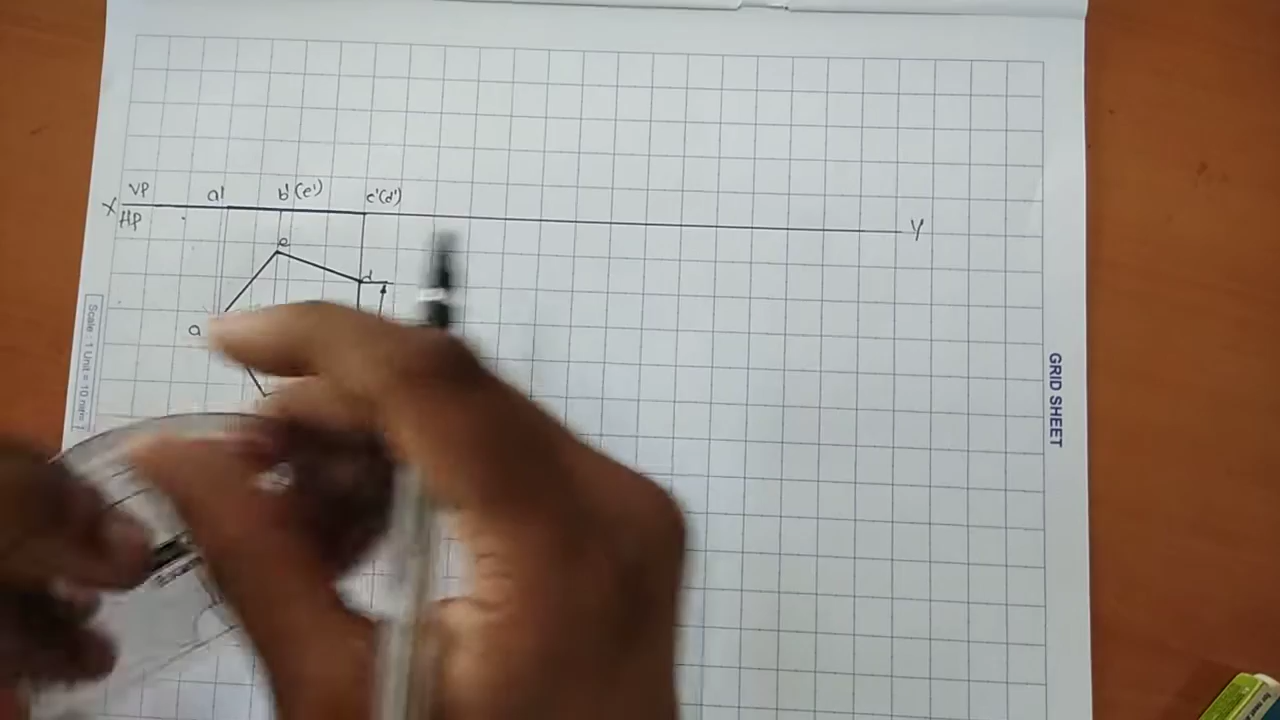 VP a' b'(e') c'(d')
X Y
HP
e
d
a
Scale : 1 Unit = 10 mm
GRID SHEET